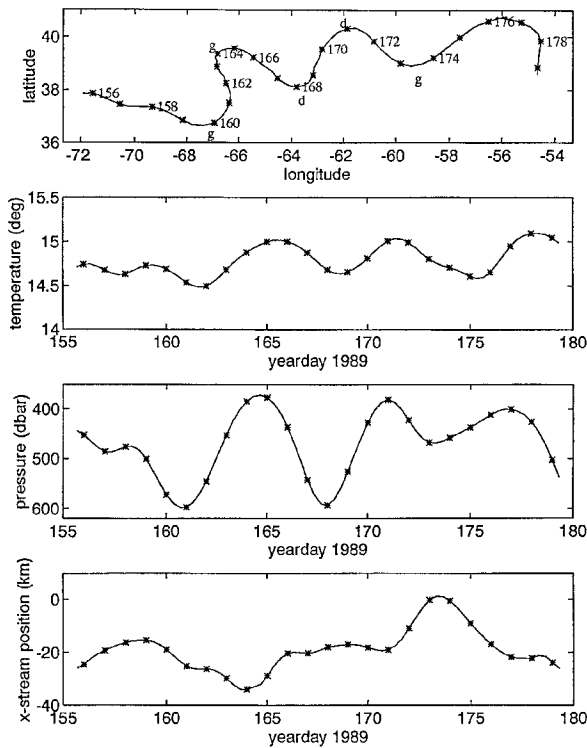 40
38
36
latitude
156
158
160
g
162
g
164
166
168
d
170
d
172
174
g
176
178
-72 -70 -68 -66 -64 -62 -60 -58 -56 -54
longitude
15.5
15
14.5
14
temperature (deg)
155 160 165 170 175 180
yearday 1989
400
500
600
pressure (dbar)
155 160 165 170 175 180
yearday 1989
0
-20
-40
x-stream position (km)
155 160 165 170 175 180
yearday 1989